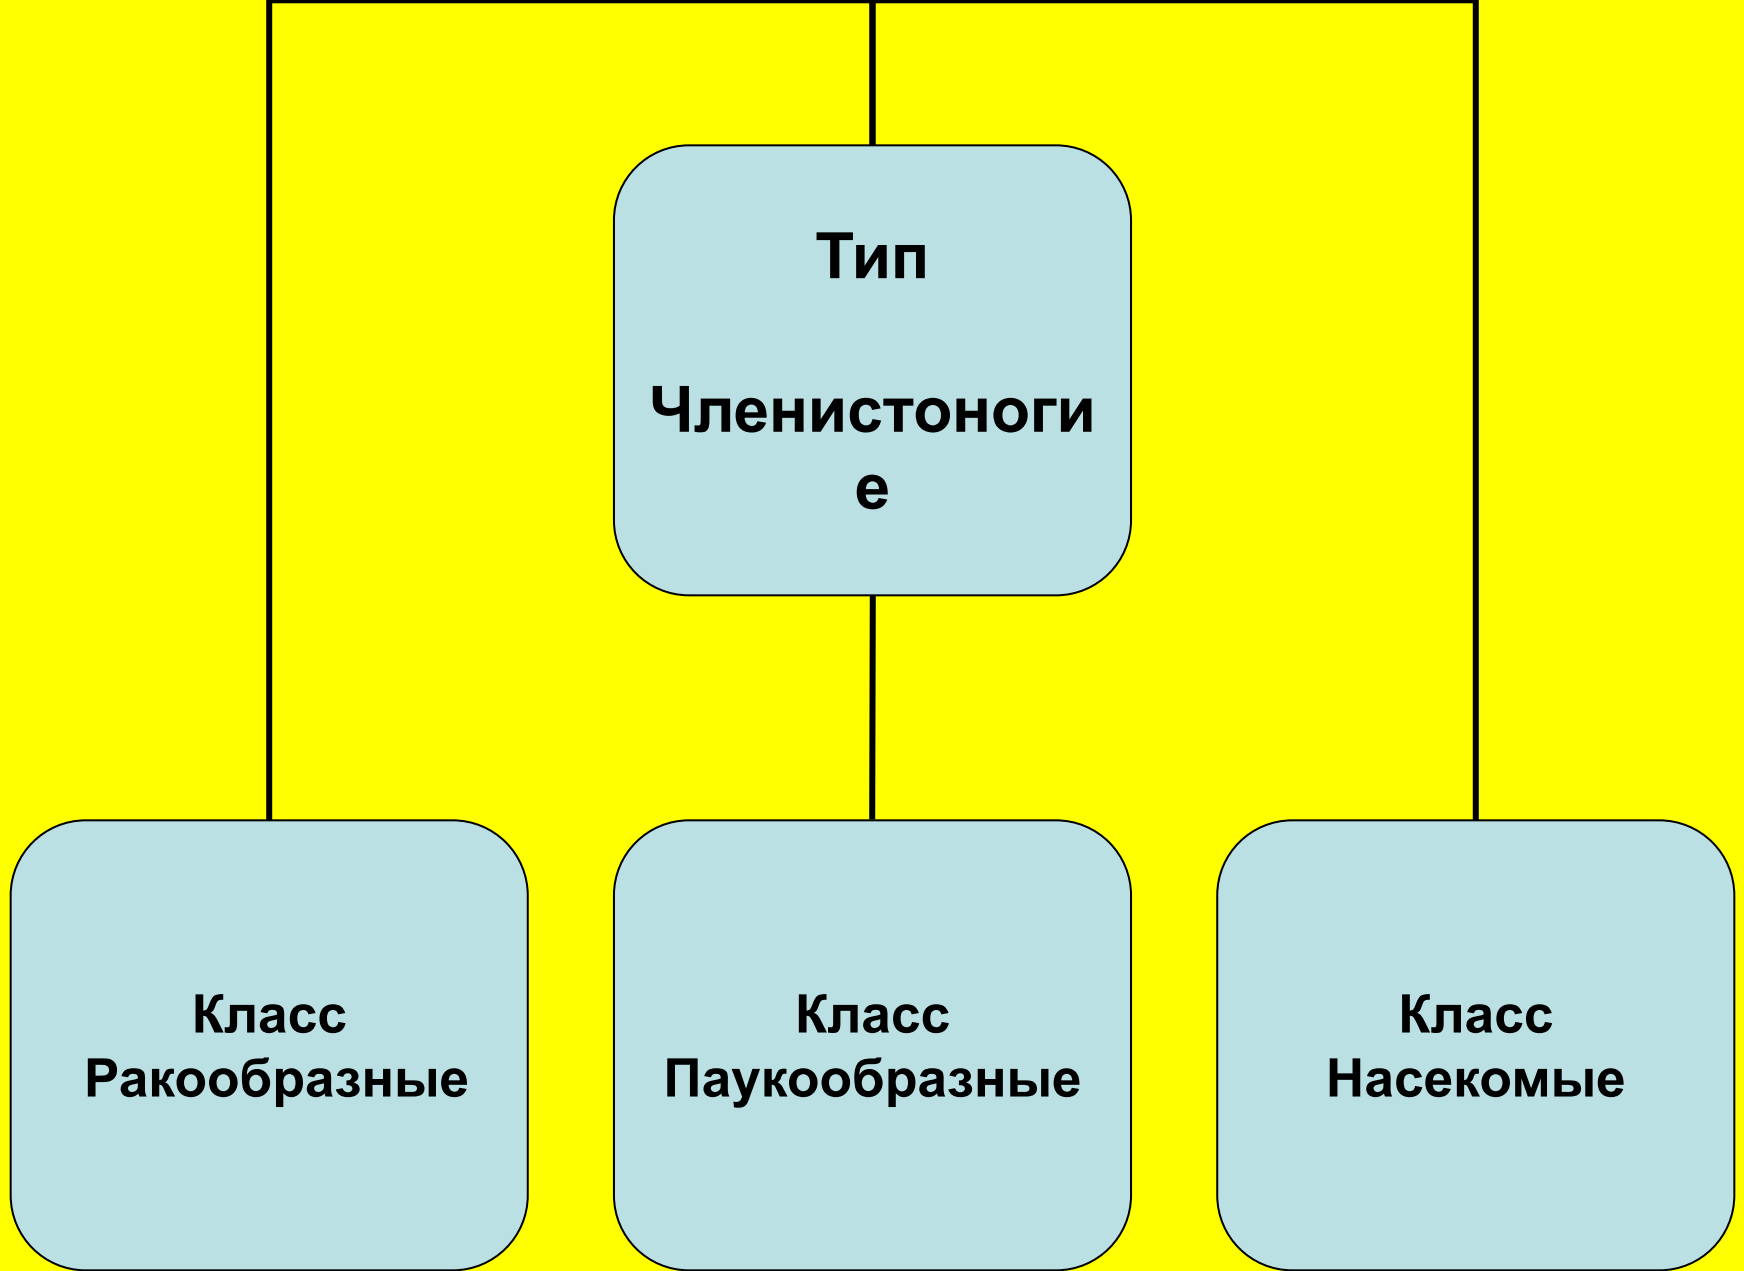 Тип
Членистоноги
е
Класс
Ракообразные
Класс
Паукообразные
Класс
Насекомые